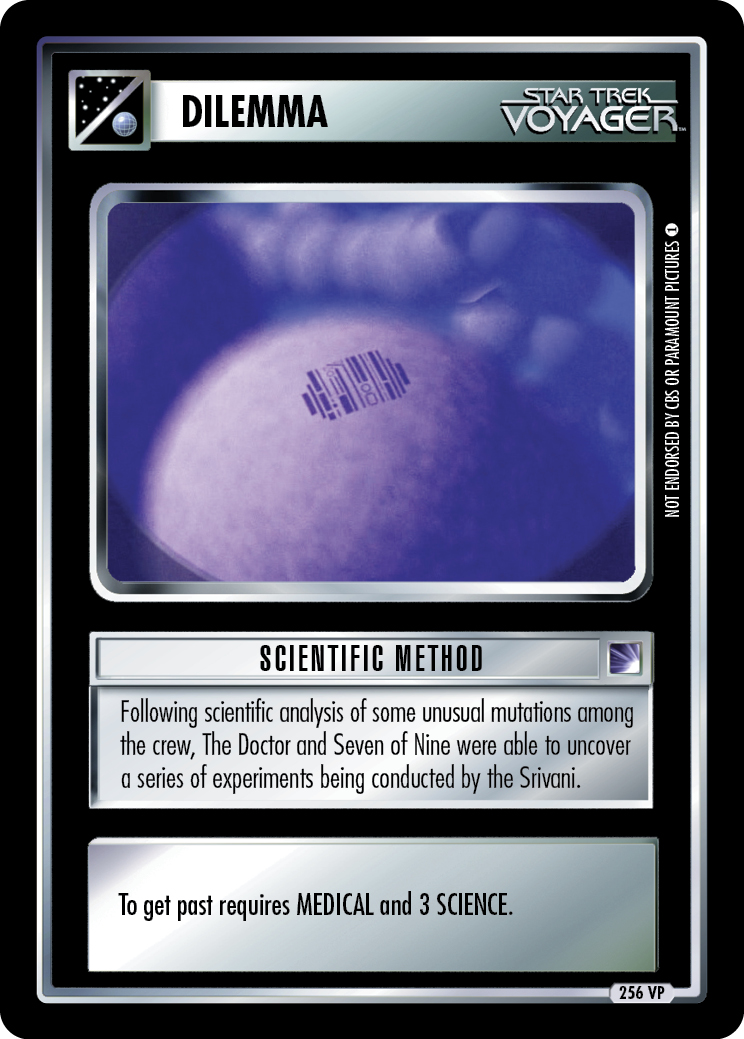 DILEMMA
STAR TREK
VOYAGER™
NOT ENDORSED BY CBS OR PARAMOUNT PICTURES 1
SCIENTIFIC METHOD
Following scientific analysis of some unusual mutations among
the crew, The Doctor and Seven of Nine were able to uncover
a series of experiments being conducted by the Srivani.
To get past requires MEDICAL and 3 SCIENCE.
256 VP